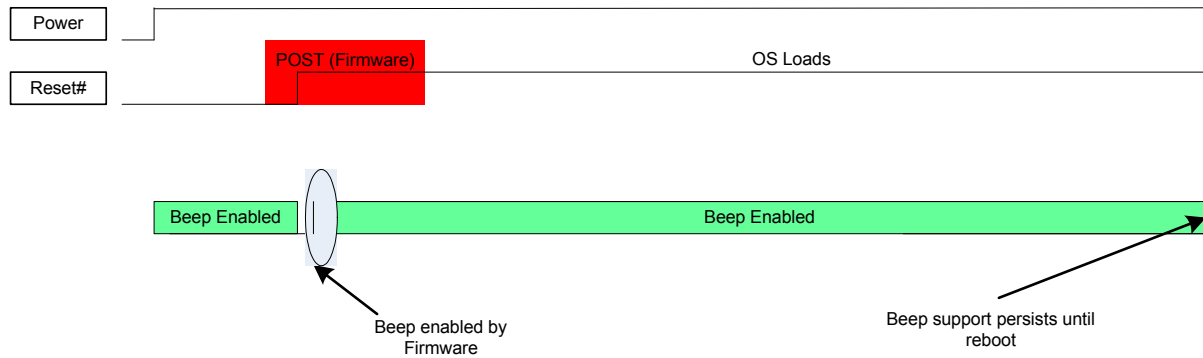 Power
POST (Firmware)
OS Loads
Reset#
Beep Enabled
Beep Enabled
Beep enabled by
Firmware
Beep support persists until
reboot